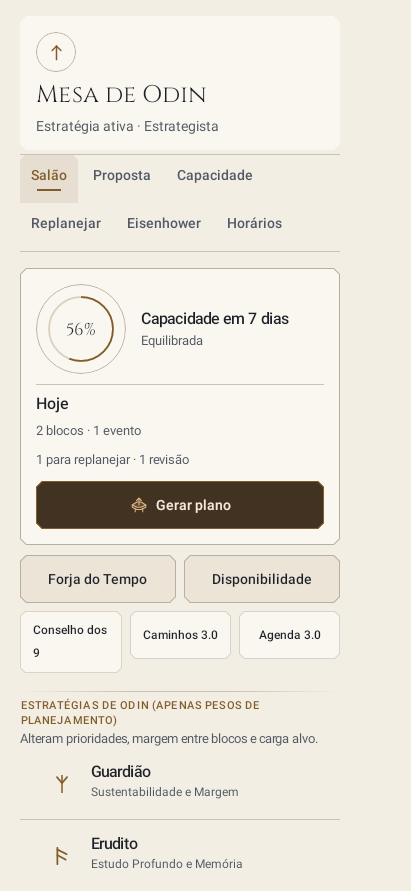 Mesa de Odin
Estratégia ativa · Estrategista
Salão Proposta Capacidade
Replanejar Eisenhower Horários
56%
Capacidade em 7 dias
Equilibrada
Hoje
2 blocos · 1 evento
1 para replanejar · 1 revisão
Gerar plano
Forja do Tempo Disponibilidade
Conselho dos
9
Caminhos 3.0 Agenda 3.0
ESTRATÉGIAS DE ODIN (APENAS PESOS DE
PLANEJAMENTO)
Alteram prioridades, margem entre blocos e carga alvo.
Guardião
Sustentabilidade e Margem
Erudito
Estudo Profundo e Memória